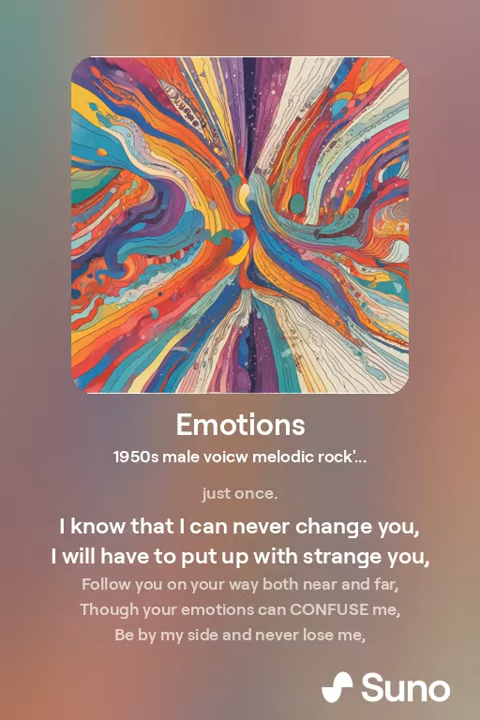 Emotions
1950s male voicw melodic rock'...
just once.
I know that I can never change you,
I will have to put up with strange you,
Follow you on your way both near and far,
Though your emotions can CONFUSE me,
Be by my side and never lose me,
Suno